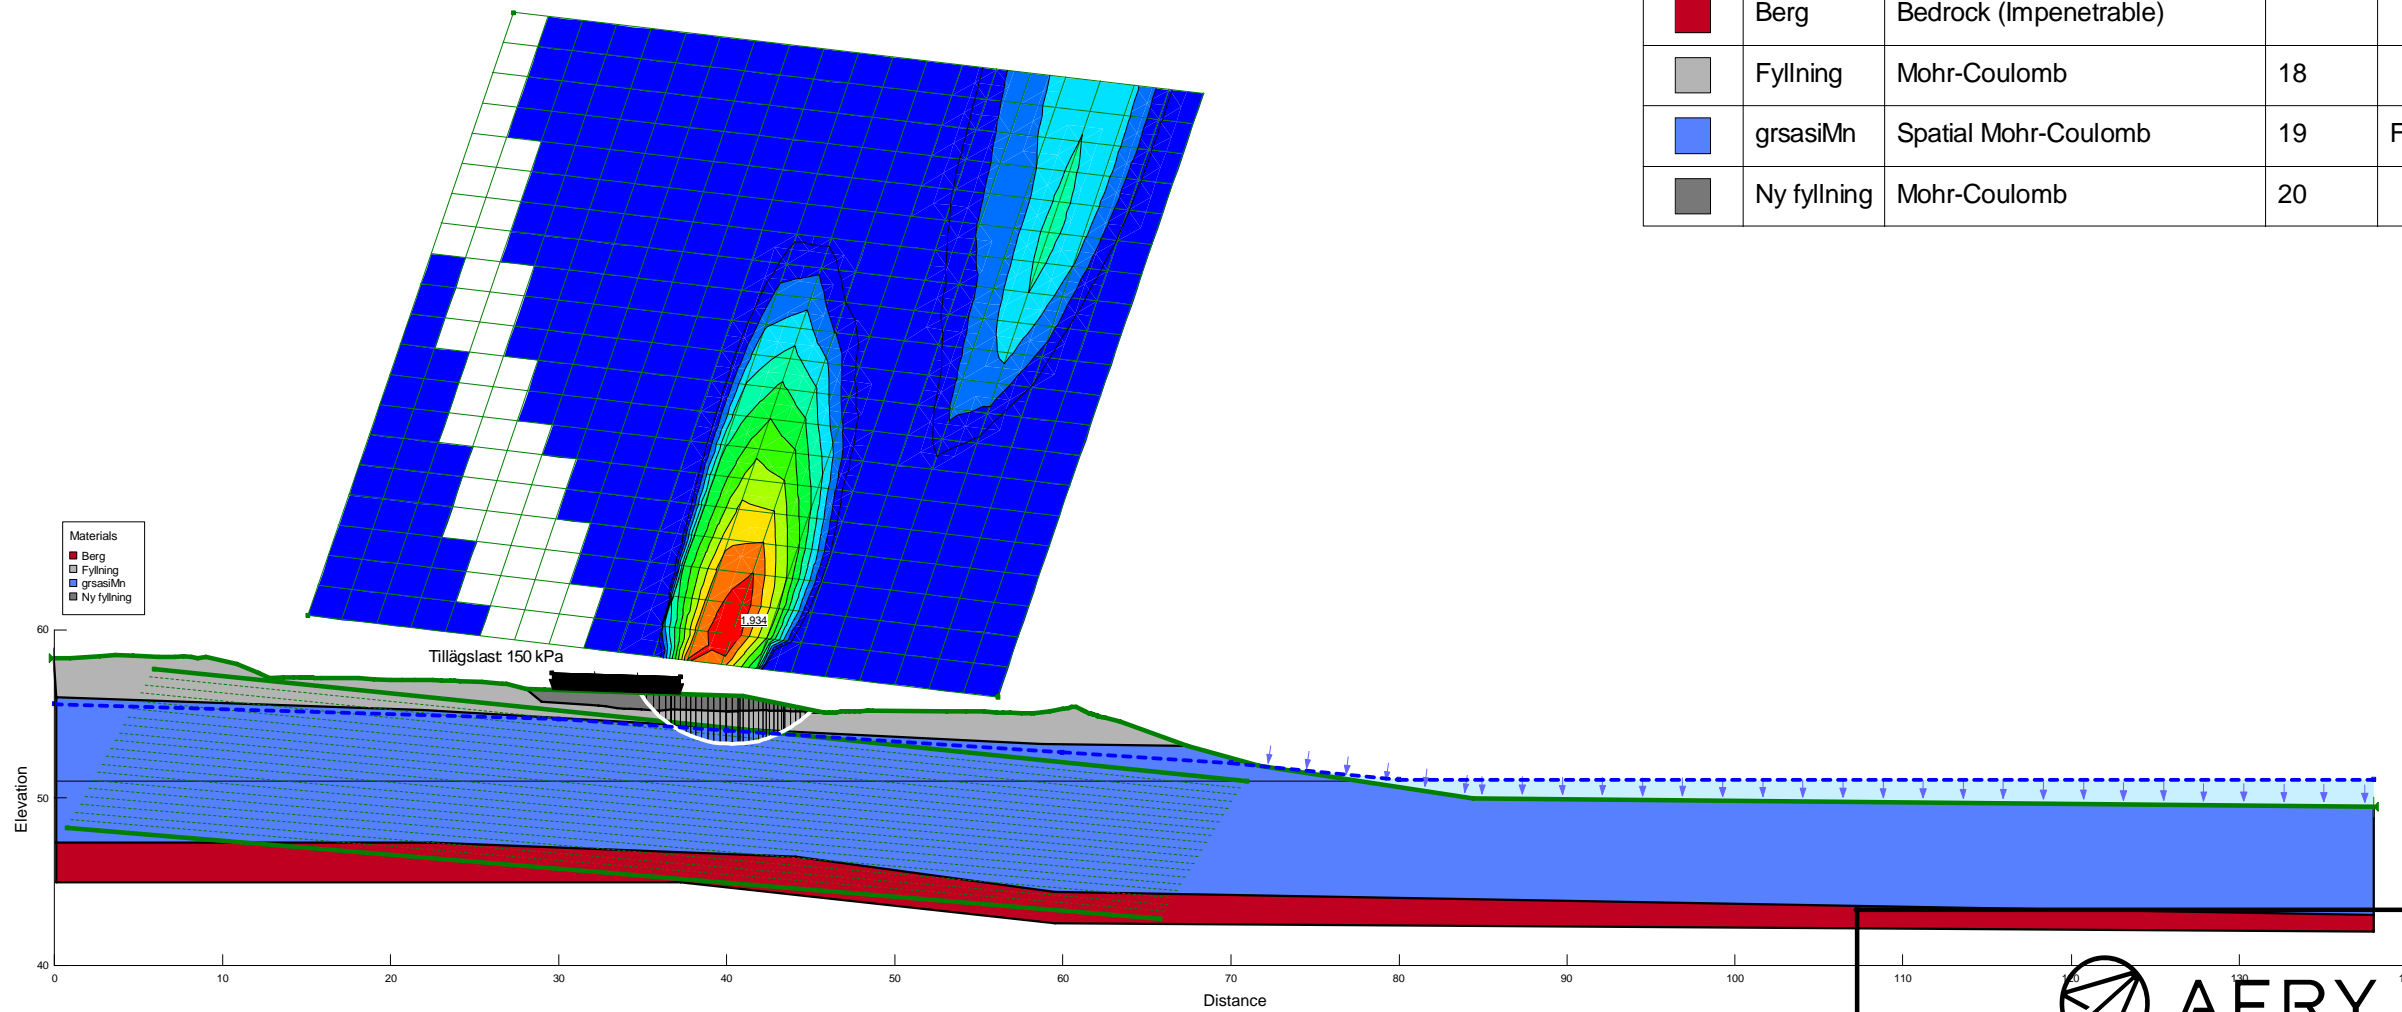 Berg Bedrock (Impenetrable)
Fyllning Mohr-Coulomb 18
grsasiMn Spatial Mohr-Coulomb 19 F
Ny fyllning Mohr-Coulomb 20
Materials
Berg
Fyllning
grsasiMn
Ny fyllning
1,934
Tillägslast: 150 kPa
60
50
40
Elevation
0 10 20 30 40 50 60 70 80 90 100 110 120 130
Distance
AFRY